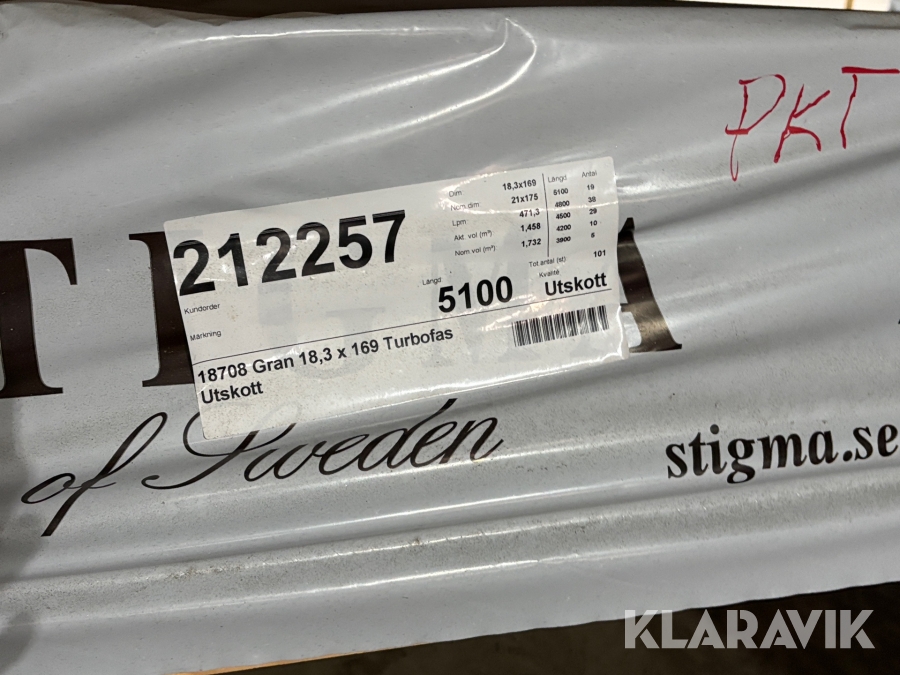 PKT
212257
Kundorder
Märkning
Dim: 18,3x169
Nom dim: 21x175
Lpm: 471,3
Akt. vol (m³) 1,458
Nom vol (m³) 1,732
Längd Antal
5100 19
4800 38
4500 29
4200 10
3900 5
Tot antal (st) 101
Längd 5100
Kvalité Utskott
18708 Gran 18,3 x 169 Turbofas
Utskott
of Sweden
stigma.se
KLARAVIK